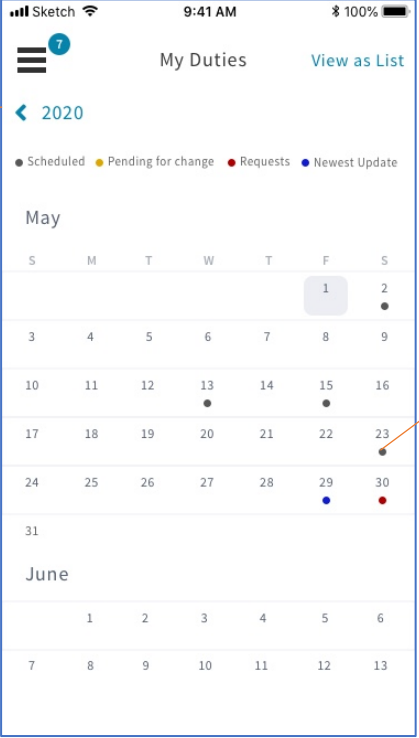 Sketch 9:41 AM 100%
7
My Duties View as List
2020
Scheduled Pending for change Requests Newest Update
May
S M T W T F S
1 2
3 4 5 6 7 8 9
10 11 12 13 14 15 16
17 18 19 20 21 22 23
24 25 26 27 28 29 30
31
June
1 2 3 4 5 6
7 8 9 10 11 12 13